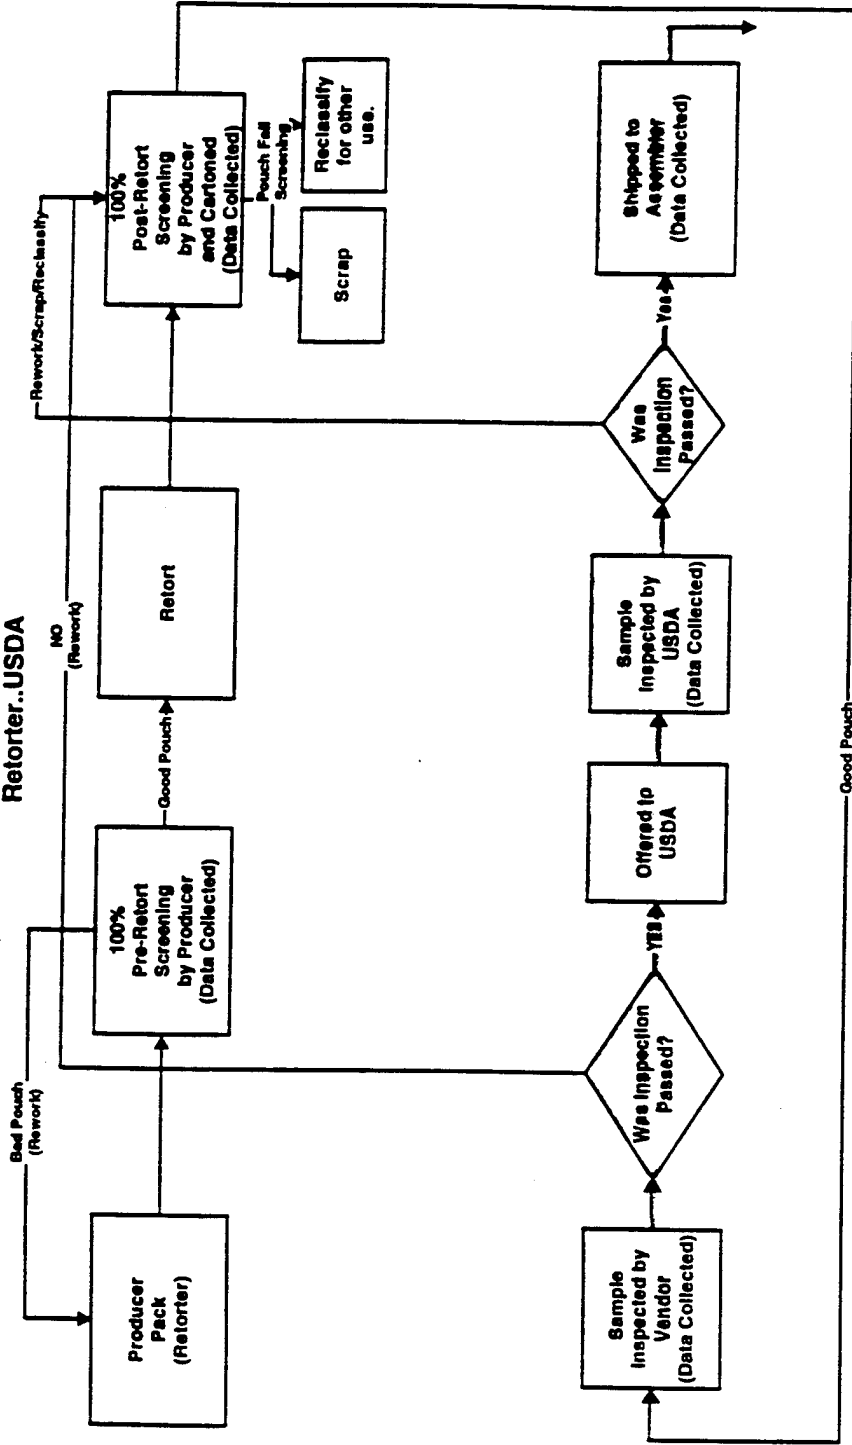 Retorter..USDA
Bad Pouch
(Rework)
NO
(Rework)
Rework/Scrap/Reclassify
Producer
Pack
(Retorter)
100%
Pre-Retort
Screening
by Producer
(Data Collected)
Good Pouch
Retort
100%
Post-Retort
Screening
by Producer
and Cartoned
(Data Collected)
Pouch Fail
Screening
Scrap
Reclassify
for other
use.
Sample
Inspected by
Vendor
(Data Collected)
Was Inspection
Passed?
YES
Offered to
USDA
Sample
Inspected by
USDA
(Data Collected)
Was
Inspection
Passed?
Yes
Shipped to
Assembler
(Data Collected)
Good Pouch